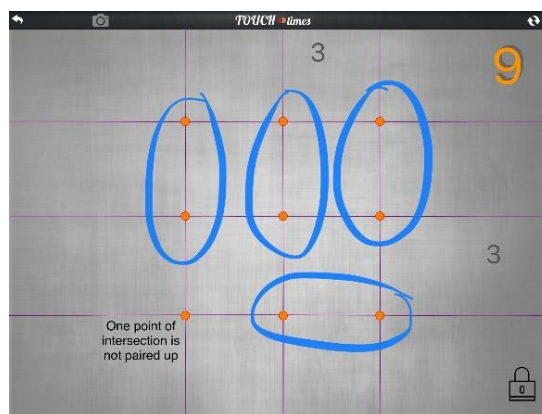 TOUCH times
3
9
3
One point of
intersection is
not paired up
0